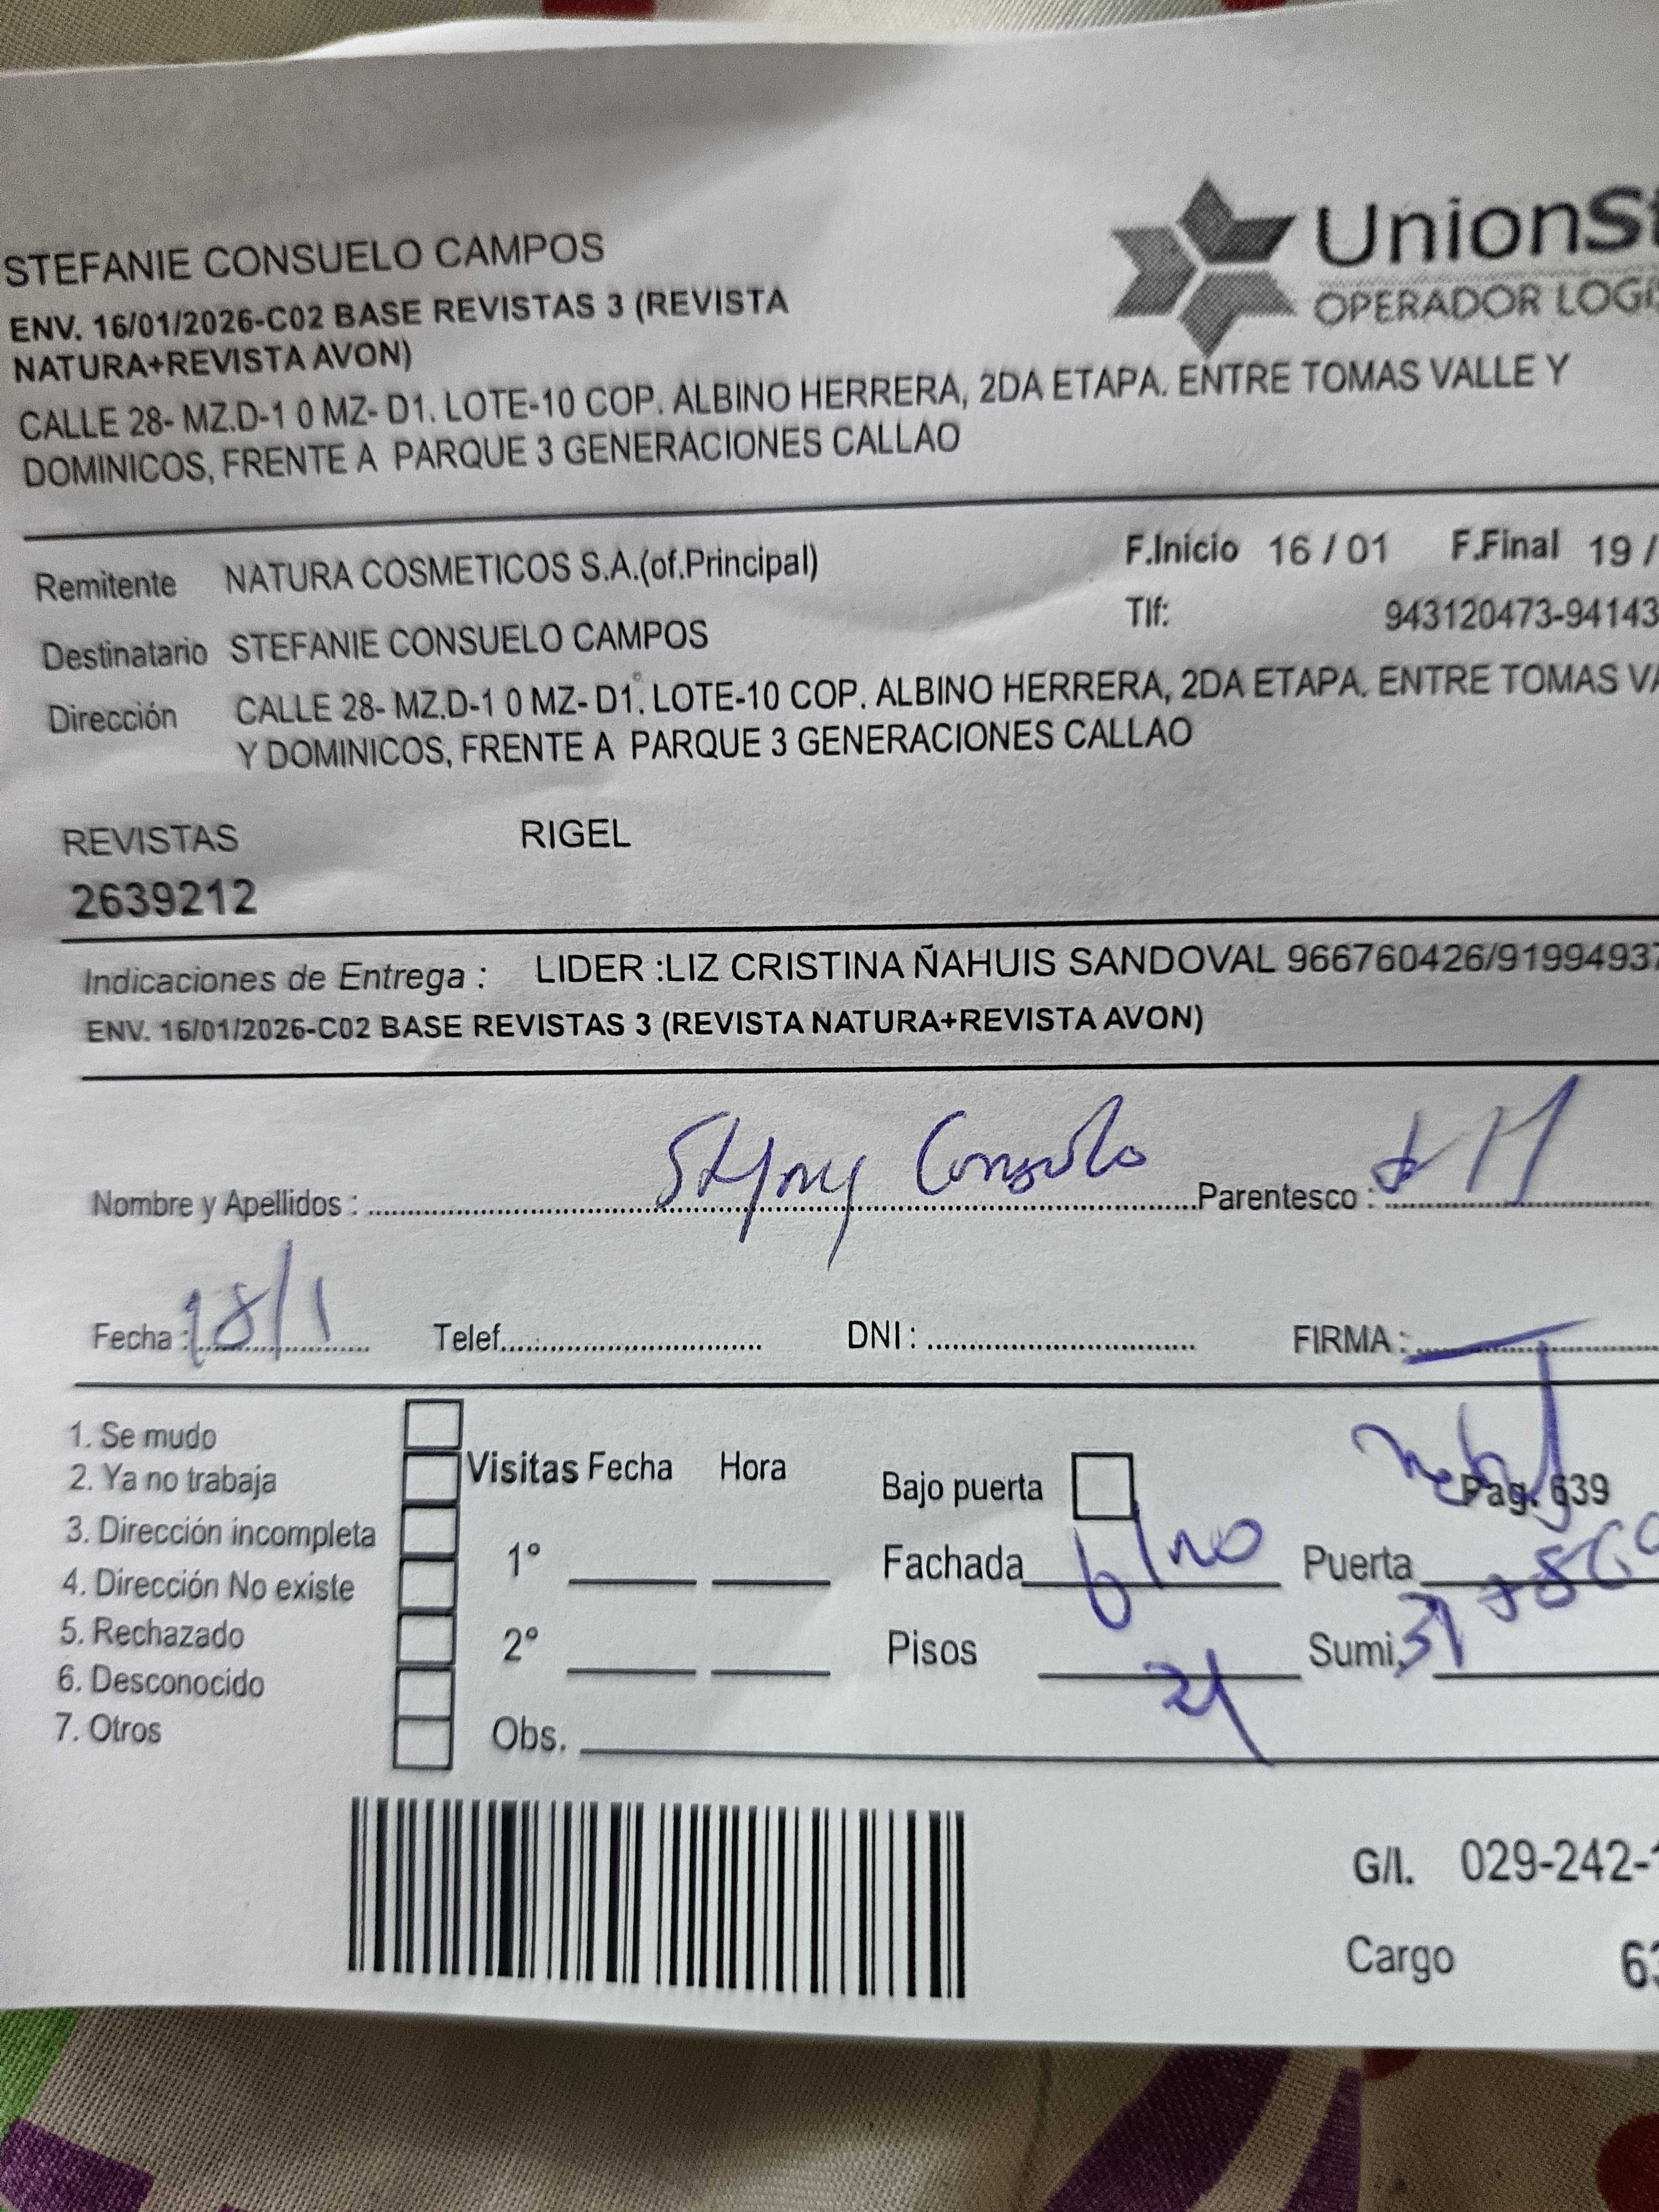 STEFANIE CONSUELO CAMPOS
ENV. 16/01/2026-C02 BASE REVISTAS 3 (REVISTA
NATURA+REVISTA AVON)
CALLE 28- MZ.D-1 0 MZ- D1. LOTE-10 COP. ALBINO HERRERA, 2DA ETAPA. ENTRE TOMAS VALLE Y
DOMINICOS, FRENTE A PARQUE 3 GENERACIONES CALLAO
UnionSt
OPERADOR LOGI
Remitente NATURA COSMETICOS S.A.(of.Principal) F.Inicio 16 / 01 F.Final 19 /
Destinatario STEFANIE CONSUELO CAMPOS Tlf: 943120473-94143
Dirección CALLE 28- MZ.D-1 0 MZ- D1. LOTE-10 COP. ALBINO HERRERA, 2DA ETAPA. ENTRE TOMAS VA
Y DOMINICOS, FRENTE A PARQUE 3 GENERACIONES CALLAO
REVISTAS RIGEL
2639212
Indicaciones de Entrega : LIDER :LIZ CRISTINA ÑAHUIS SANDOVAL 966760426/91994937
ENV. 16/01/2026-C02 BASE REVISTAS 3 (REVISTA NATURA+REVISTA AVON)
Nombre y Apellidos : Consuelo Parentesco :
Fecha : 18/1 Telef. DNI : FIRMA :
1. Se mudo
2. Ya no trabaja
3. Dirección incompleta
4. Dirección No existe
5. Rechazado
6. Desconocido
7. Otros
Visitas Fecha Hora
1°
2°
Obs.
Bajo puerta Pag. 639
Fachada b/no Puerta
Pisos Sumi.
G/I. 029-242-
Cargo 63